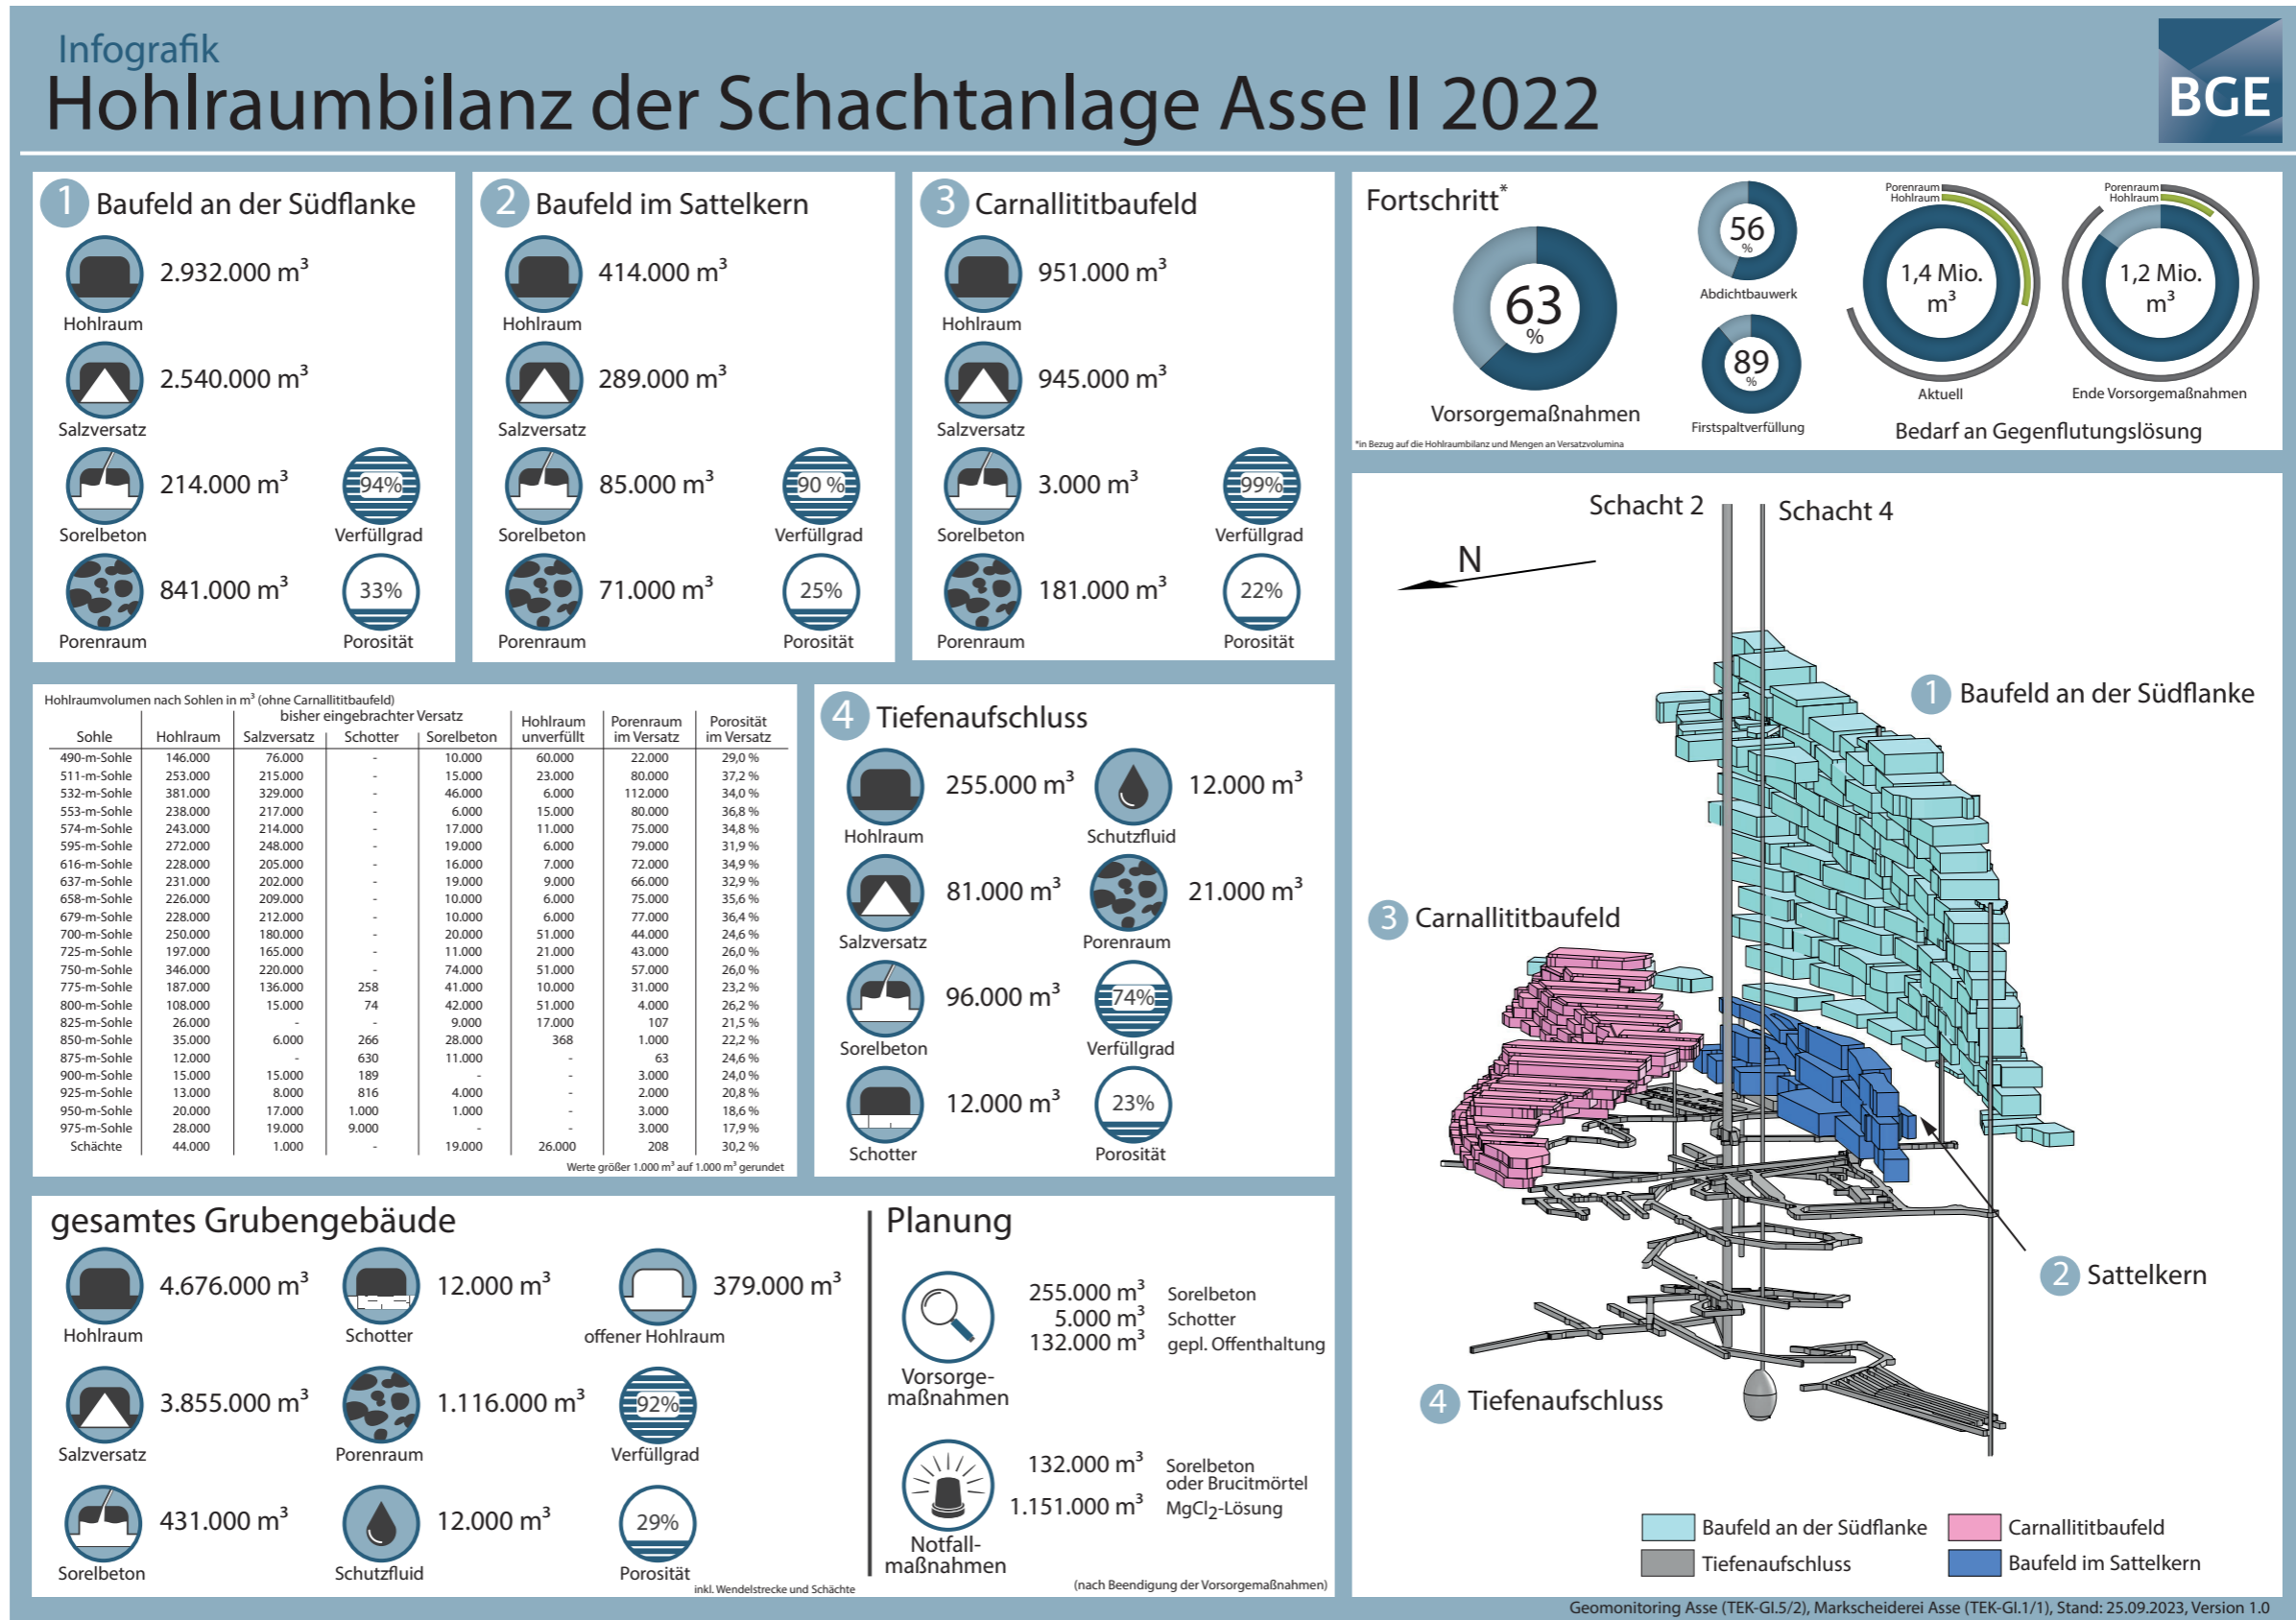 Infografik
Hohlraumbilanz der Schachtanlage Asse II 2022
BGE
1 Baufeld an der Südflanke
2.932.000 m³
Hohlraum
2.540.000 m³
Salzversatz
214.000 m³ 94%
Sorelbeton Verfüllgrad
841.000 m³ 33%
Porenraum Porosität
2 Baufeld im Sattelkern
414.000 m³
Hohlraum
289.000 m³
Salzversatz
85.000 m³ 90 %
Sorelbeton Verfüllgrad
71.000 m³ 25%
Porenraum Porosität
3 Carnallititbaufeld
951.000 m³
Hohlraum
945.000 m³
Salzversatz
3.000 m³ 99%
Sorelbeton Verfüllgrad
181.000 m³ 22%
Porenraum Porosität
Fortschritt*
63 %
Vorsorgemaßnahmen
*in Bezug auf die Hohlraumbilanz und Mengen an Versatzvolumina
56 %
Abdichtbauwerk
89 %
Firstspaltverfüllung
Porenraum
Hohlraum
1,4 Mio.
m³
Aktuell
Porenraum
Hohlraum
1,2 Mio.
m³
Ende Vorsorgemaßnahmen
Bedarf an Gegenflutungslösung
Hohlraumvolumen nach Sohlen in m³ (ohne Carnallititbaufeld)
bisher eingebrachter Versatz Hohlraum Porenraum Porosität
Sohle Hohlraum Salzversatz Schotter Sorelbeton unverfüllt im Versatz im Versatz
490-m-Sohle 146.000 76.000 - 10.000 60.000 22.000 29,0 %
511-m-Sohle 253.000 215.000 - 15.000 23.000 80.000 37,2 %
532-m-Sohle 381.000 329.000 - 46.000 6.000 112.000 34,0 %
553-m-Sohle 238.000 217.000 - 6.000 15.000 80.000 36,8 %
574-m-Sohle 243.000 214.000 - 17.000 11.000 75.000 34,8 %
595-m-Sohle 272.000 248.000 - 19.000 6.000 79.000 31,9 %
616-m-Sohle 228.000 205.000 - 16.000 7.000 72.000 34,9 %
637-m-Sohle 231.000 202.000 - 19.000 9.000 66.000 32,9 %
658-m-Sohle 226.000 209.000 - 10.000 6.000 75.000 35,6 %
679-m-Sohle 228.000 212.000 - 10.000 6.000 77.000 36,4 %
700-m-Sohle 250.000 180.000 - 20.000 51.000 44.000 24,6 %
725-m-Sohle 197.000 165.000 - 11.000 21.000 43.000 26,0 %
750-m-Sohle 346.000 220.000 - 74.000 51.000 57.000 26,0 %
775-m-Sohle 187.000 136.000 258 41.000 10.000 31.000 23,2 %
800-m-Sohle 108.000 15.000 74 42.000 51.000 4.000 26,2 %
825-m-Sohle 26.000 - - 9.000 17.000 107 21,5 %
850-m-Sohle 35.000 6.000 266 28.000 368 1.000 22,2 %
875-m-Sohle 12.000 - 630 11.000 - 63 24,6 %
900-m-Sohle 15.000 15.000 189 - - 3.000 24,0 %
925-m-Sohle 13.000 8.000 816 4.000 - 2.000 20,8 %
950-m-Sohle 20.000 17.000 1.000 1.000 - 3.000 18,6 %
975-m-Sohle 28.000 19.000 9.000 - - 3.000 17,9 %
Schächte 44.000 1.000 - 19.000 26.000 208 30,2 %
Werte größer 1.000 m³ auf 1.000 m³ gerundet
4 Tiefenaufschluss
255.000 m³ 12.000 m³
Hohlraum Schutzfluid
81.000 m³ 21.000 m³
Salzversatz Porenraum
96.000 m³ 74%
Sorelbeton Verfüllgrad
12.000 m³ 23%
Schotter Porosität
gesamtes Grubengebäude
4.676.000 m³ 12.000 m³ 379.000 m³
Hohlraum Schotter offener Hohlraum
3.855.000 m³ 1.116.000 m³ 92%
Salzversatz Porenraum Verfüllgrad
431.000 m³ 12.000 m³ 29%
Sorelbeton Schutzfluid Porosität
inkl. Wendelstrecke und Schächte
Planung
255.000 m³ Sorelbeton
5.000 m³ Schotter
132.000 m³ gepl. Offenthaltung
Vorsorge-
maßnahmen
132.000 m³ Sorelbeton
oder Brucitmörtel
1.151.000 m³ MgCl₂-Lösung
Notfall-
maßnahmen
(nach Beendigung der Vorsorgemaßnahmen)
Schacht 2 Schacht 4
N
1 Baufeld an der Südflanke
3 Carnallititbaufeld
2 Sattelkern
4 Tiefenaufschluss
Baufeld an der Südflanke Carnallititbaufeld
Tiefenaufschluss Baufeld im Sattelkern
Geomonitoring Asse (TEK-GI.5/2), Markscheiderei Asse (TEK-GI.1/1), Stand: 25.09.2023, Version 1.0